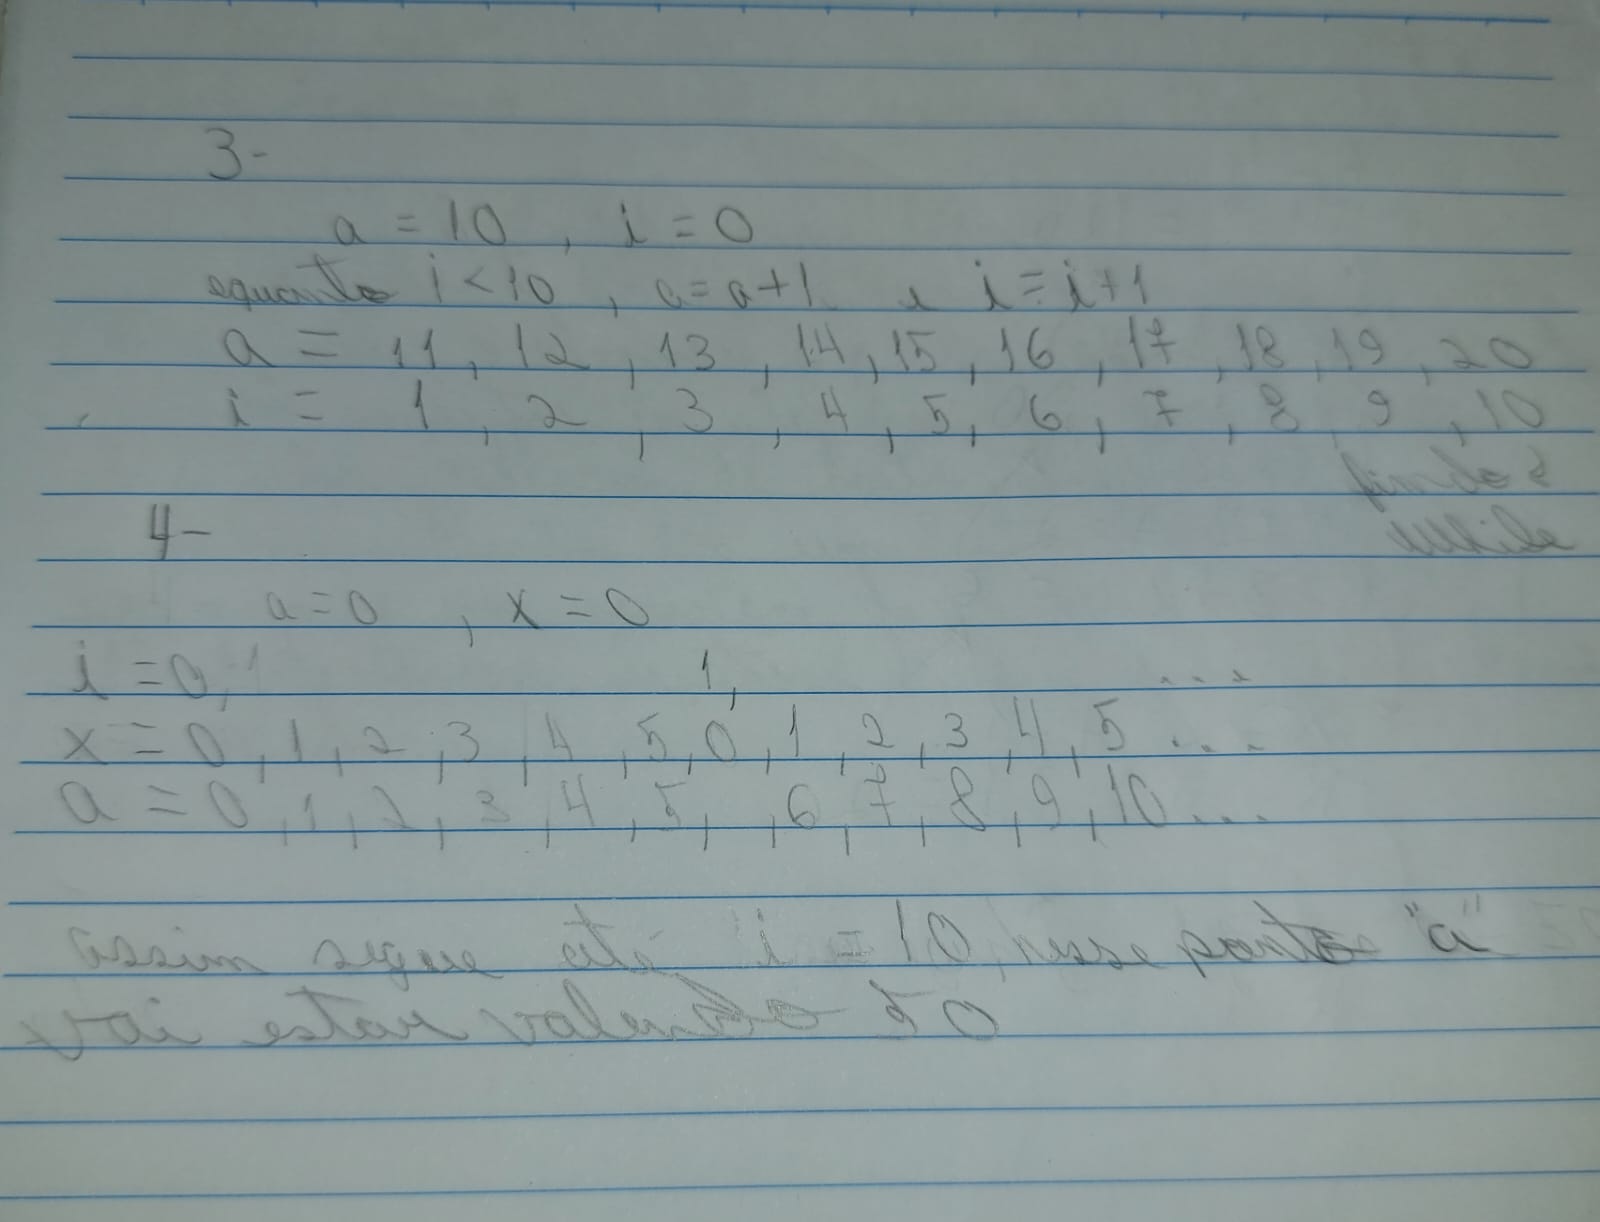 3-
a = 10 , i = 0
equanto i < 10 , a = a + 1 e i = i + 1
a = 11 , 12 , 13 , 14 , 15 , 16 , 17 , 18 , 19 , 20
i = 1 , 2 , 3 , 4 , 5 , 6 , 7 , 8 , 9 , 10
while
4-
a = 0 , x = 0
i = 0, 1 1, ...
x = 0 , 1 , 2 , 3 , 4 , 5 , 0 , 1 , 2 , 3 , 4 , 5 ...
a = 0 , 1 , 2 , 3 , 4 , 5 , , 6 , 7 , 8 , 9 , 10 ...
assim segue até i = 10, nesse ponto "a"
vai estar valendo 50